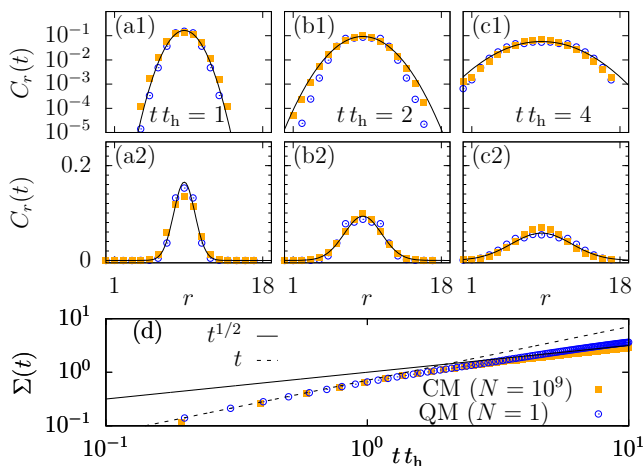 (a1) (b1) (c1)
C_r(t)
10^{-1}
10^{-2}
10^{-3}
10^{-4}
10^{-5}
t t_h = 1
t t_h = 2
t t_h = 4
(a2) (b2) (c2)
C_r(t)
0.2
0
1 18 1 18 1 18
r r r
(d)
Σ(t)
10^1
10^0
10^{-1}
t^{1/2}
t
CM (N = 10^9)
QM (N = 1)
10^{-1} 10^0 10^1
t t_h